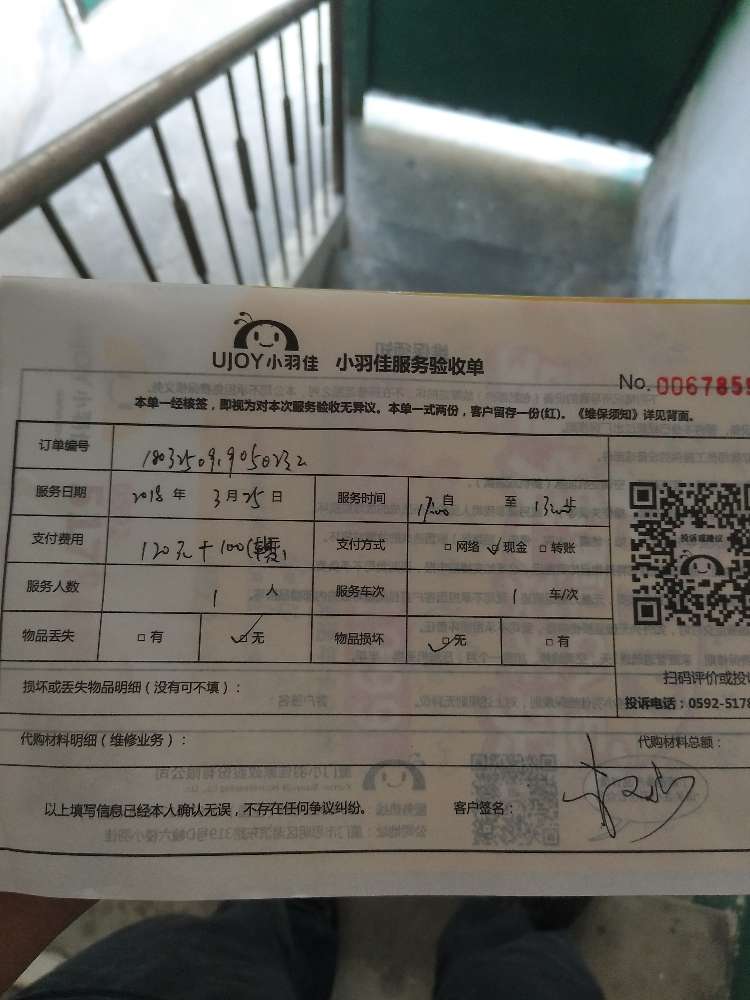 UJOY小羽佳 小羽佳服务验收单
No. 0067859
本单一经核签，即视为对本次服务验收无异议。本单一式两份，客户留存一份(红)。《维保须知》详见背面。
订单编号
服务日期 2018 年 3 月 25 日 服务时间 自 至 止
支付费用 120元+100( 支付方式 □网络 ✓现金 □转账
投诉或建议
服务人数 1 人 服务车次 1 车/次
物品丢失 □有 ✓无 物品损坏 ✓无 □有
扫码评价或投
损坏或丢失物品明细（没有可不填）：
投诉电话：0592-5178
代购材料明细（维修业务）： 代购材料总额：
以上填写信息已经本人确认无误，不存在任何争议纠纷。 客户签名：